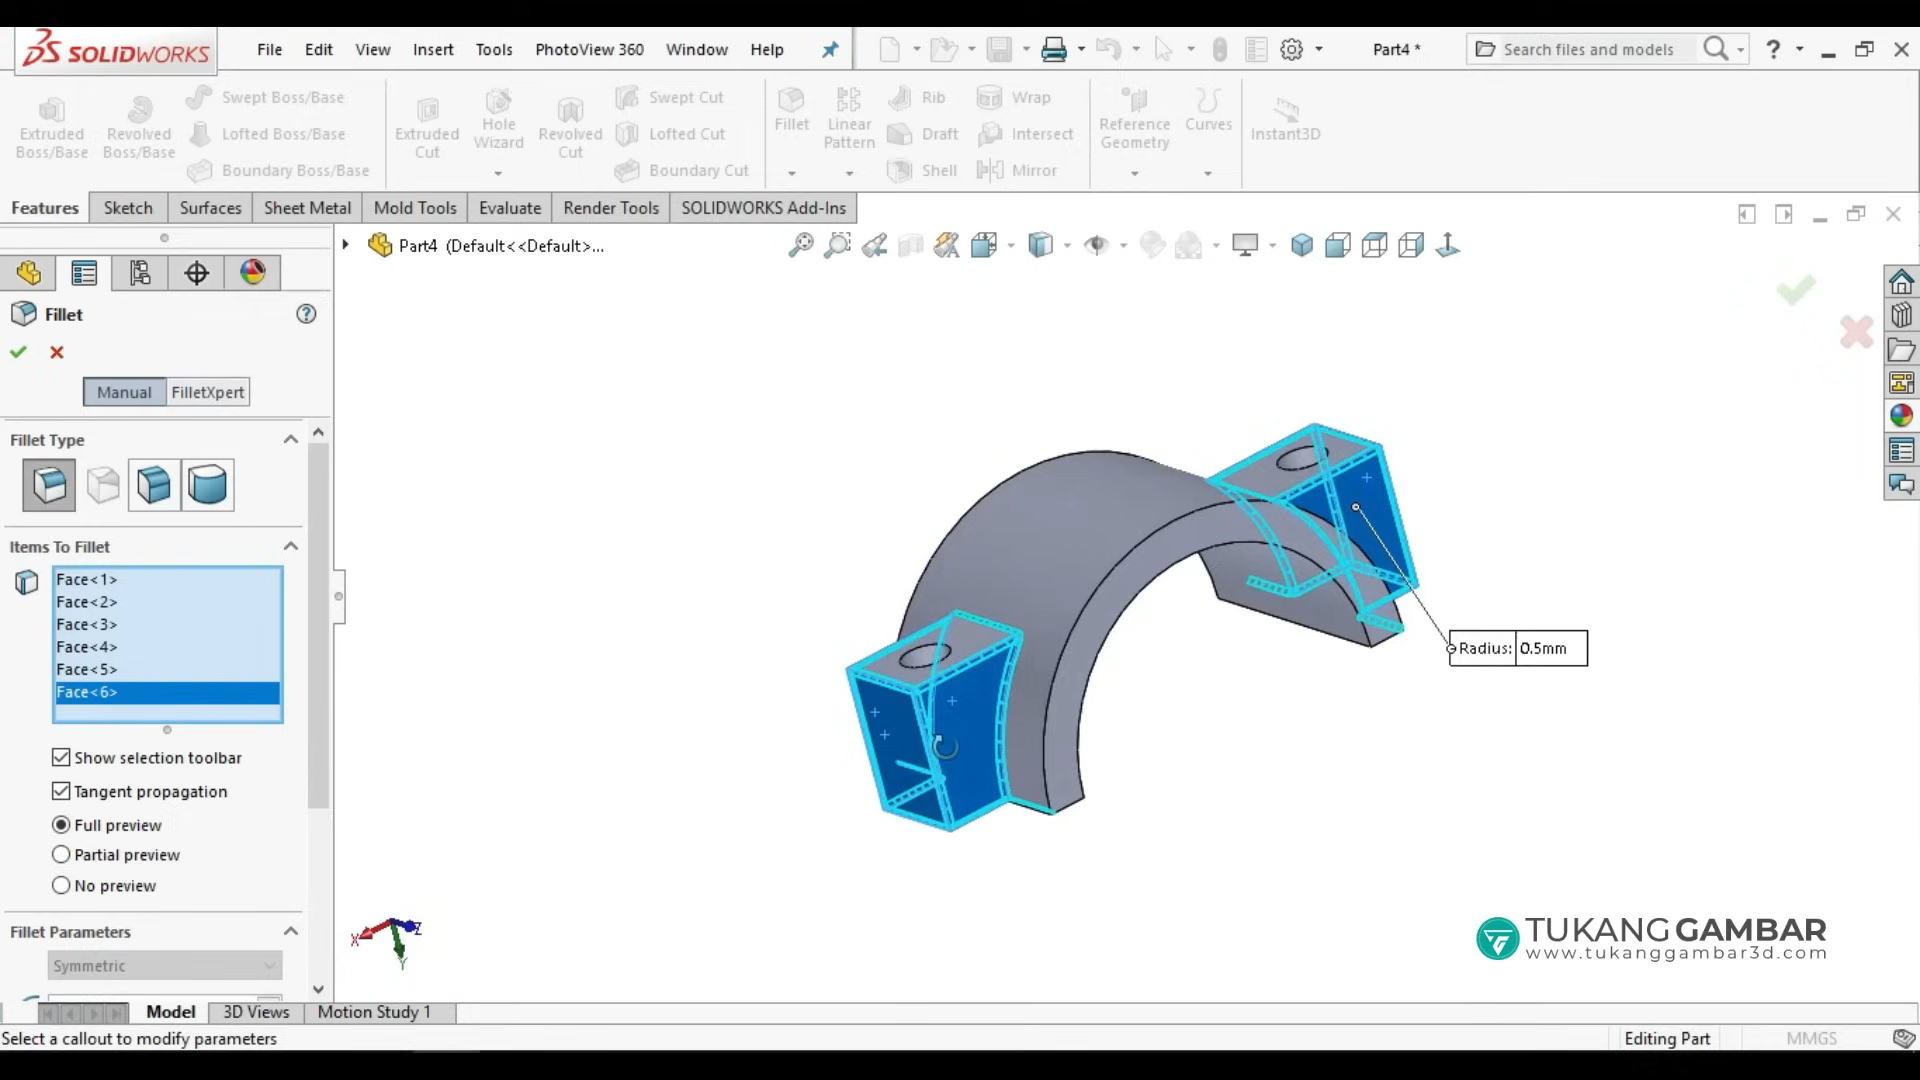 SOLIDWORKS File Edit View Insert Tools PhotoView 360 Window Help Part4 * Search files and models ?
Extruded Boss/Base
Revolved Boss/Base
Swept Boss/Base
Lofted Boss/Base
Boundary Boss/Base
Extruded Cut
Hole Wizard
Revolved Cut
Swept Cut
Lofted Cut
Boundary Cut
Fillet
Linear Pattern
Rib
Draft
Shell
Wrap
Intersect
Mirror
Reference Geometry
Curves
Instant3D
Features Sketch Surfaces Sheet Metal Mold Tools Evaluate Render Tools SOLIDWORKS Add-Ins
Part4 (Default<<Default>...
Fillet ?
Manual FilletXpert
Fillet Type
Items To Fillet
Face<1>
Face<2>
Face<3>
Face<4>
Face<5>
Face<6>
Show selection toolbar
Tangent propagation
Full preview
Partial preview
No preview
Fillet Parameters
Symmetric
Radius: 0.5mm
X Z
Y
TUKANGGAMBAR
www.tukanggambar3d.com
Model 3D Views Motion Study 1
Select a callout to modify parameters Editing Part MMGS